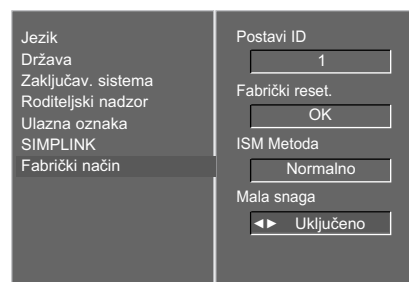 Jezik
Država
Zaključav. sistema
Roditeljski nadzor
Ulazna oznaka
SIMPLINK
Fabrički način
Postavi ID
1
Fabrički reset.
OK
ISM Metoda
Normalno
Mala snaga
◄► Uključeno